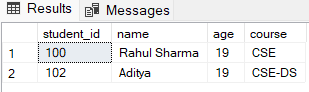 Results Messages
student_id name age course
1 100 Rahul Sharma 19 CSE
2 102 Aditya 19 CSE-DS